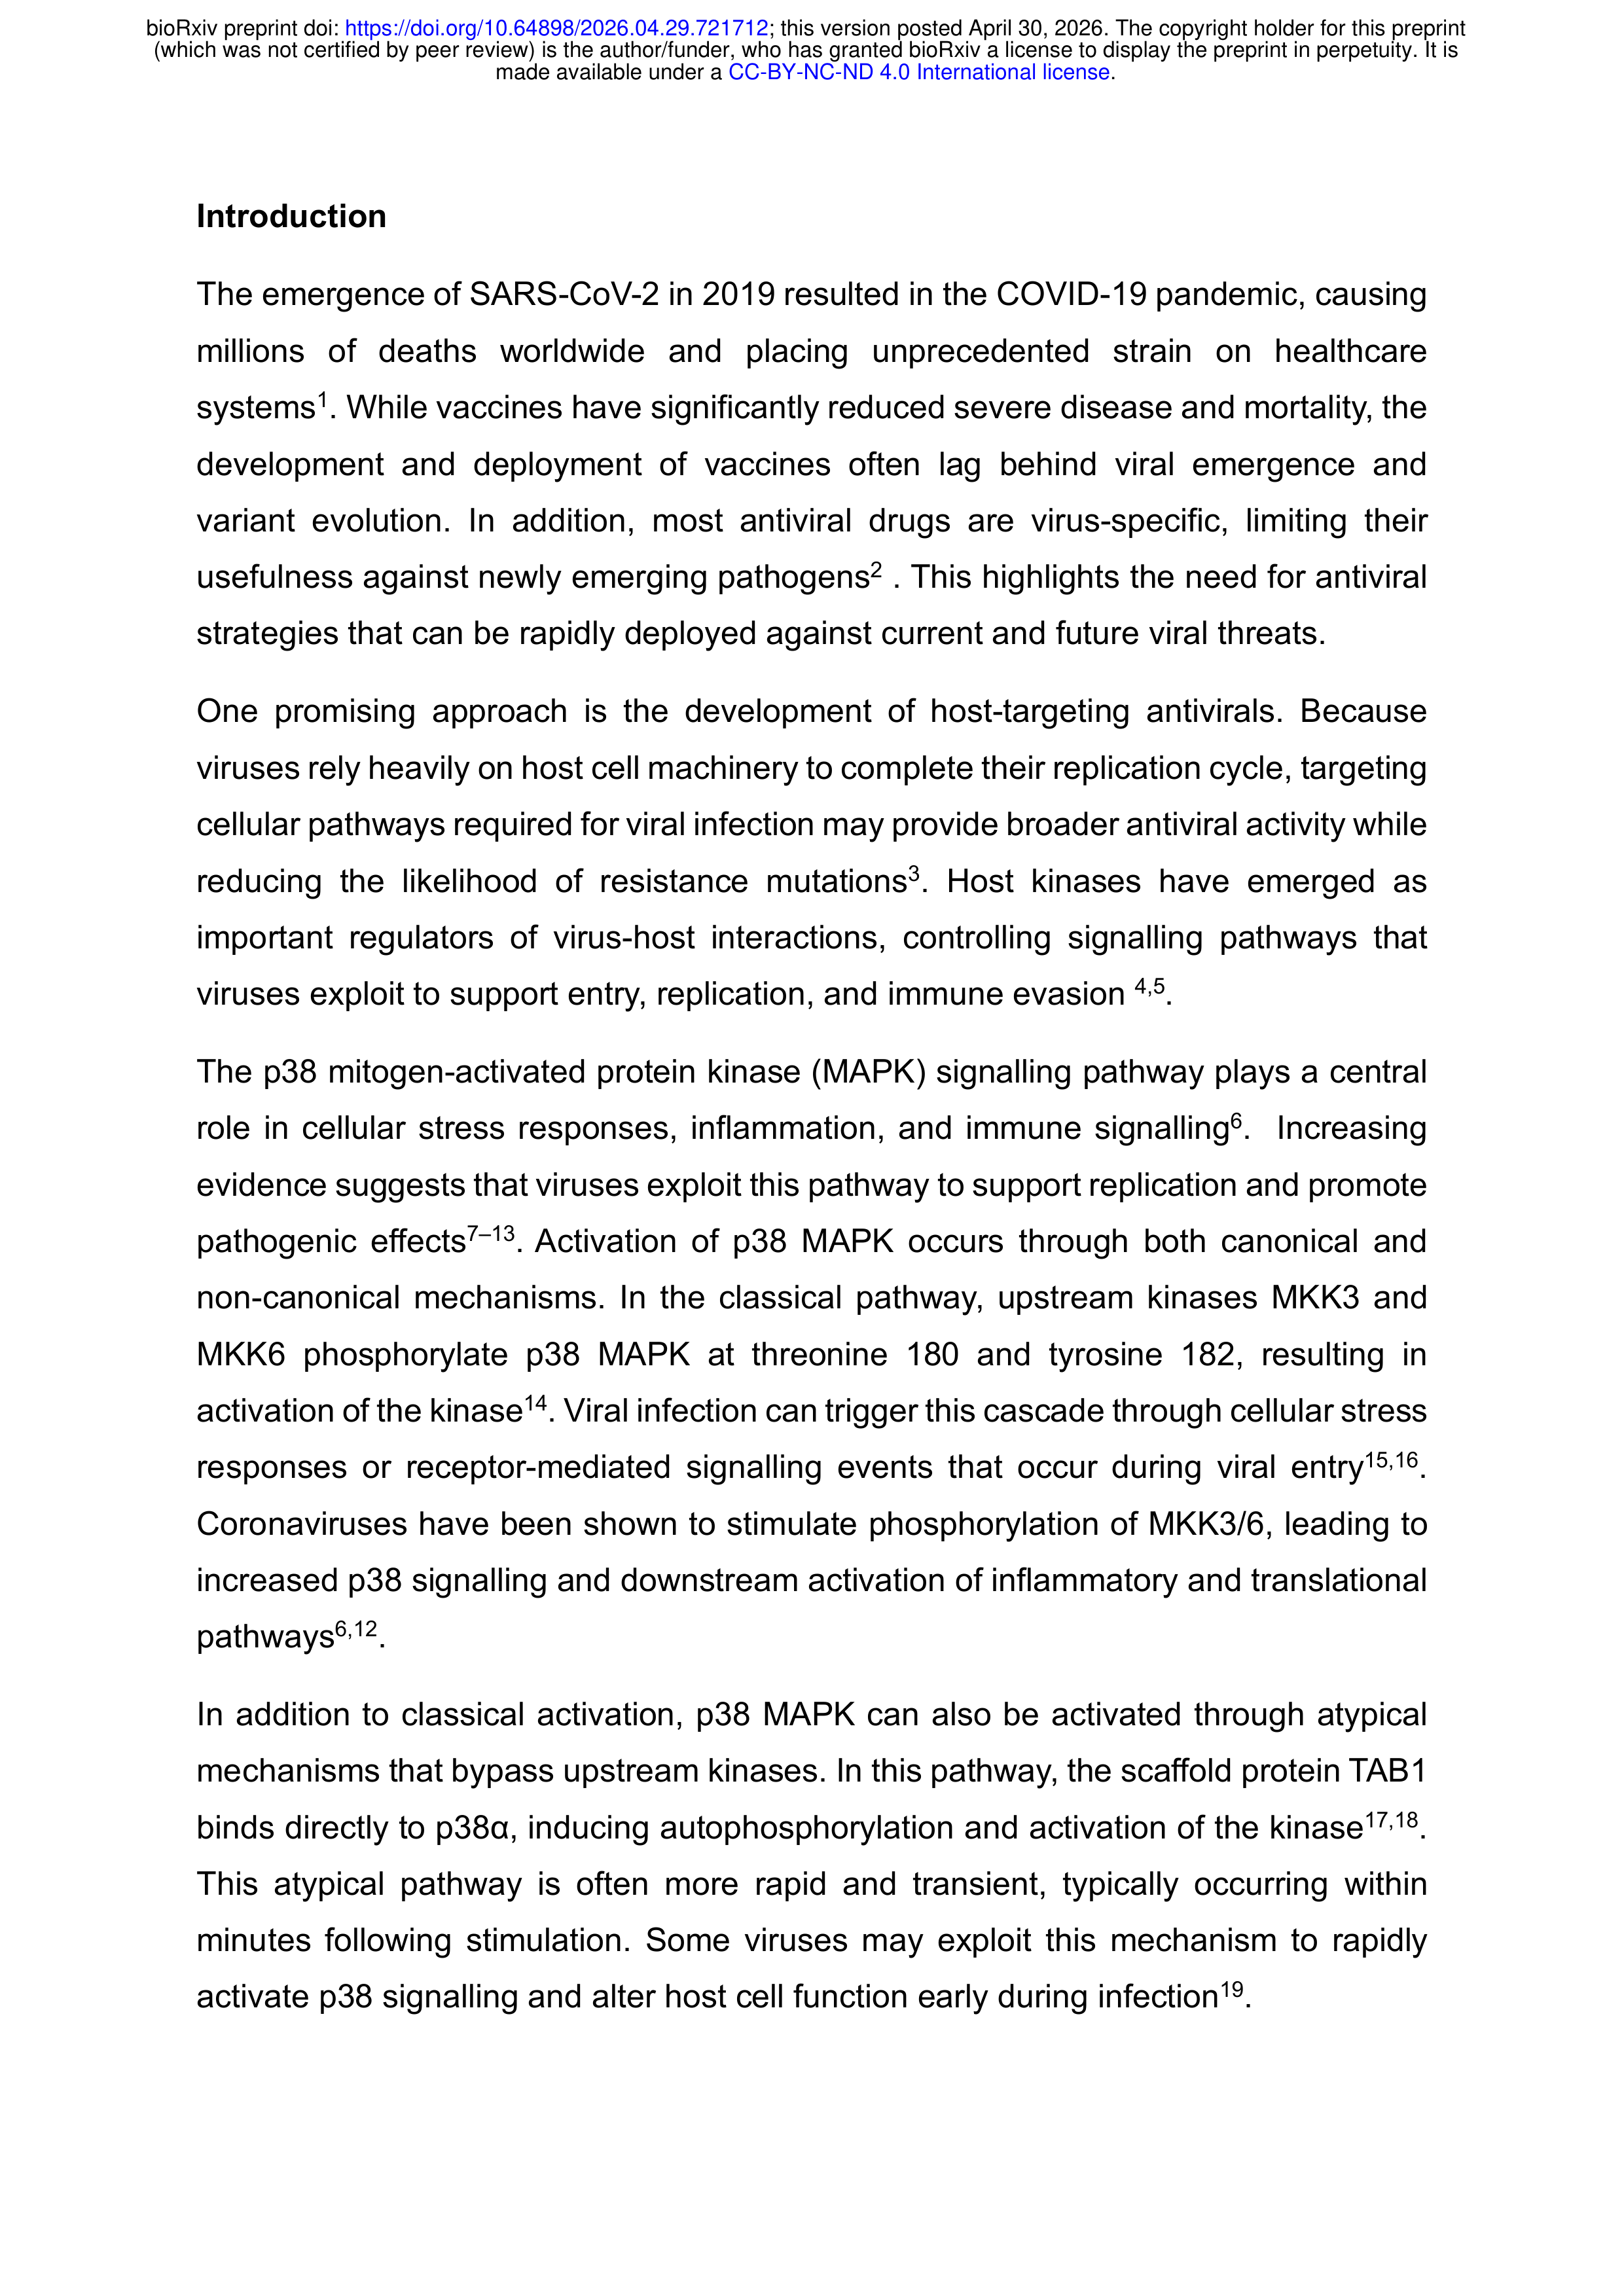 bioRxiv preprint doi: https://doi.org/10.64898/2026.04.29.721712; this version posted April 30, 2026. The copyright holder for this preprint
(which was not certified by peer review) is the author/funder, who has granted bioRxiv a license to display the preprint in perpetuity. It is
made available under a CC-BY-NC-ND 4.0 International license.
Introduction
The emergence of SARS-CoV-2 in 2019 resulted in the COVID-19 pandemic, causing
millions of deaths worldwide and placing unprecedented strain on healthcare
systems1. While vaccines have significantly reduced severe disease and mortality, the
development and deployment of vaccines often lag behind viral emergence and
variant evolution. In addition, most antiviral drugs are virus-specific, limiting their
usefulness against newly emerging pathogens2 . This highlights the need for antiviral
strategies that can be rapidly deployed against current and future viral threats.
One promising approach is the development of host-targeting antivirals. Because
viruses rely heavily on host cell machinery to complete their replication cycle, targeting
cellular pathways required for viral infection may provide broader antiviral activity while
reducing the likelihood of resistance mutations3. Host kinases have emerged as
important regulators of virus-host interactions, controlling signalling pathways that
viruses exploit to support entry, replication, and immune evasion 4,5.
The p38 mitogen-activated protein kinase (MAPK) signalling pathway plays a central
role in cellular stress responses, inflammation, and immune signalling6.  Increasing
evidence suggests that viruses exploit this pathway to support replication and promote
pathogenic effects7–13. Activation of p38 MAPK occurs through both canonical and
non-canonical mechanisms. In the classical pathway, upstream kinases MKK3 and
MKK6 phosphorylate p38 MAPK at threonine 180 and tyrosine 182, resulting in
activation of the kinase14. Viral infection can trigger this cascade through cellular stress
responses or receptor-mediated signalling events that occur during viral entry15,16.
Coronaviruses have been shown to stimulate phosphorylation of MKK3/6, leading to
increased p38 signalling and downstream activation of inflammatory and translational
pathways6,12.
In addition to classical activation, p38 MAPK can also be activated through atypical
mechanisms that bypass upstream kinases. In this pathway, the scaffold protein TAB1
binds directly to p38α, inducing autophosphorylation and activation of the kinase17,18.
This atypical pathway is often more rapid and transient, typically occurring within
minutes following stimulation. Some viruses may exploit this mechanism to rapidly
activate p38 signalling and alter host cell function early during infection19.